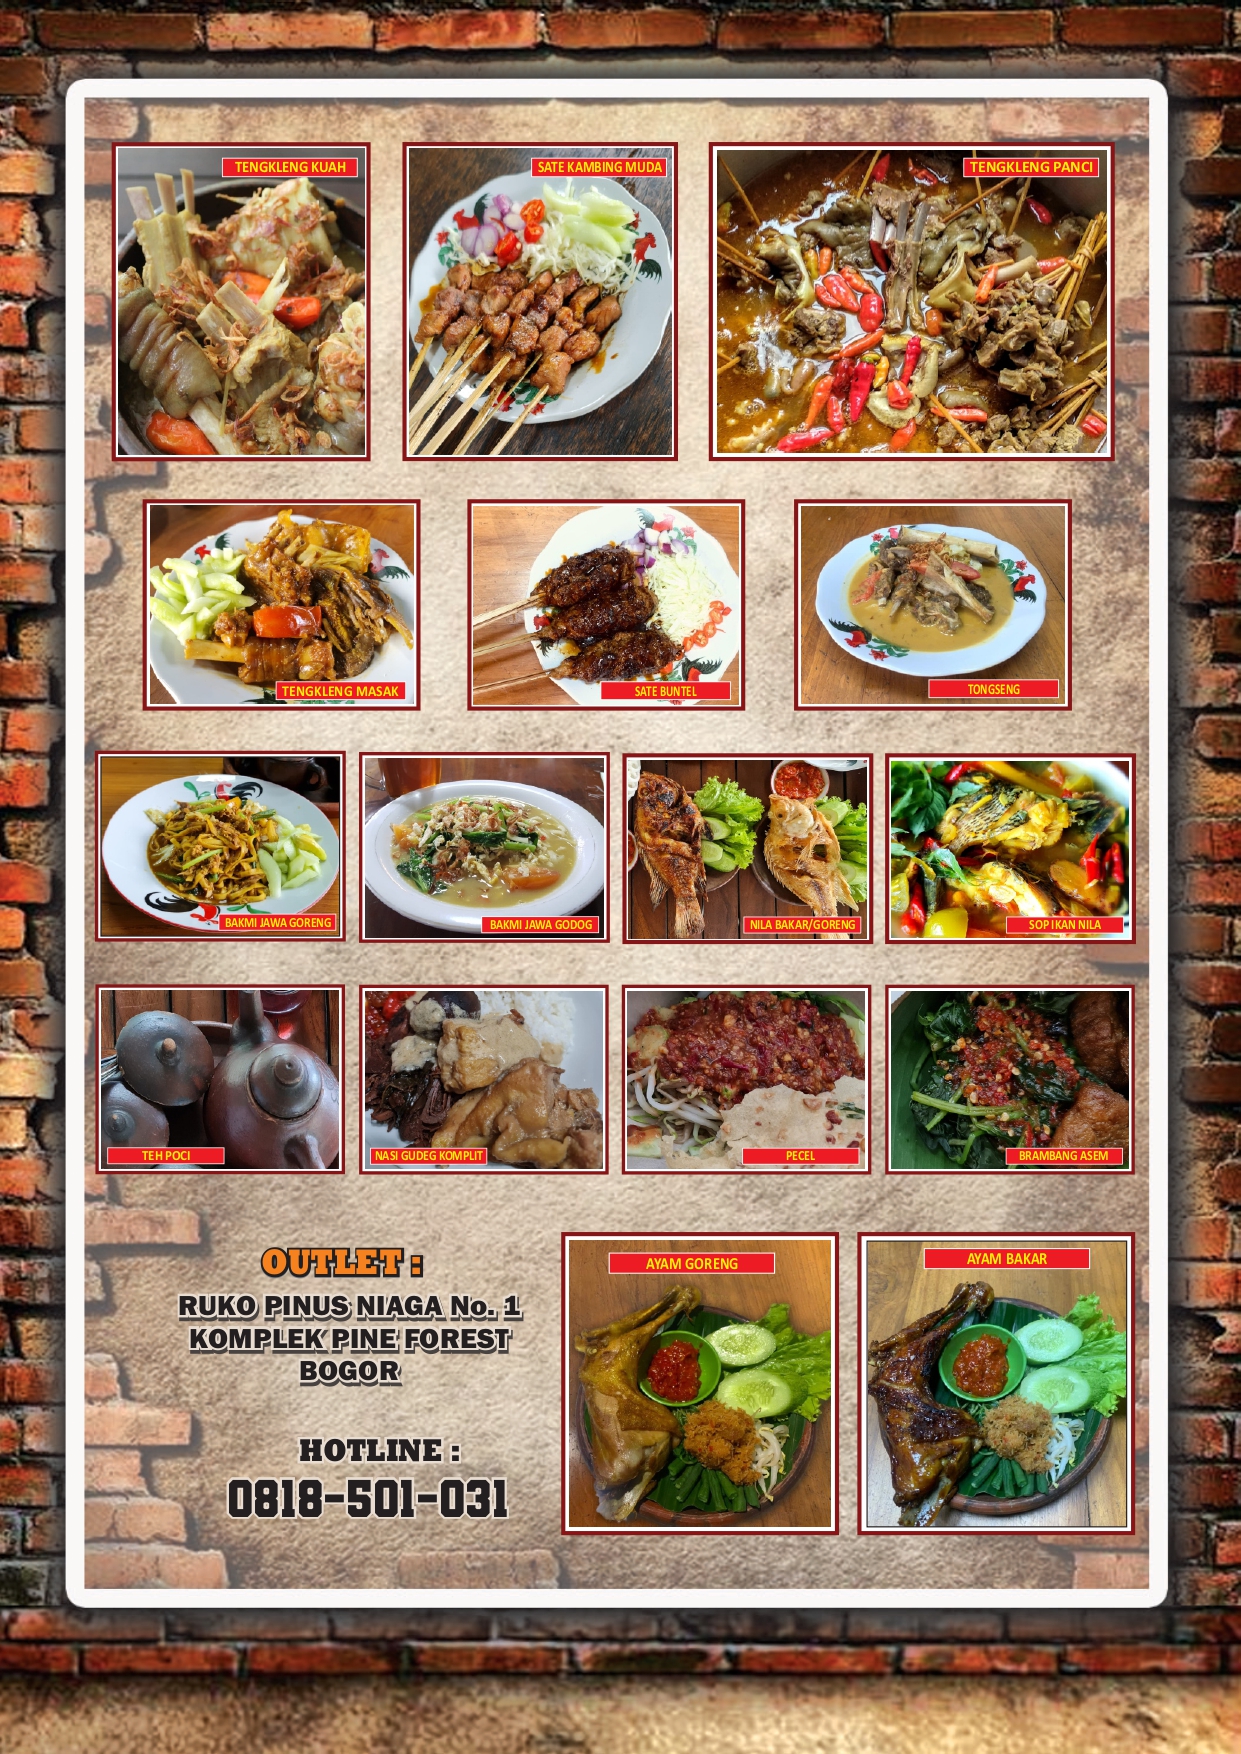 TENGKLENG KUAH
SATE KAMBING MUDA
TENGKLENG PANCI
TENGKLENG MASAK
SATE BUNTEL
TONGSENG
BAKMI JAWA GORENG
BAKMI JAWA GODOG
NILA BAKAR/GORENG
SOP IKAN NILA
TEH POCI
NASI GUDEG KOMPLIT
PECEL
BRAMBANG ASEM
OUTLET :
RUKO PINUS NIAGA No. 1
KOMPLEK PINE FOREST
BOGOR
HOTLINE :
0818-501-031
AYAM GORENG
AYAM BAKAR